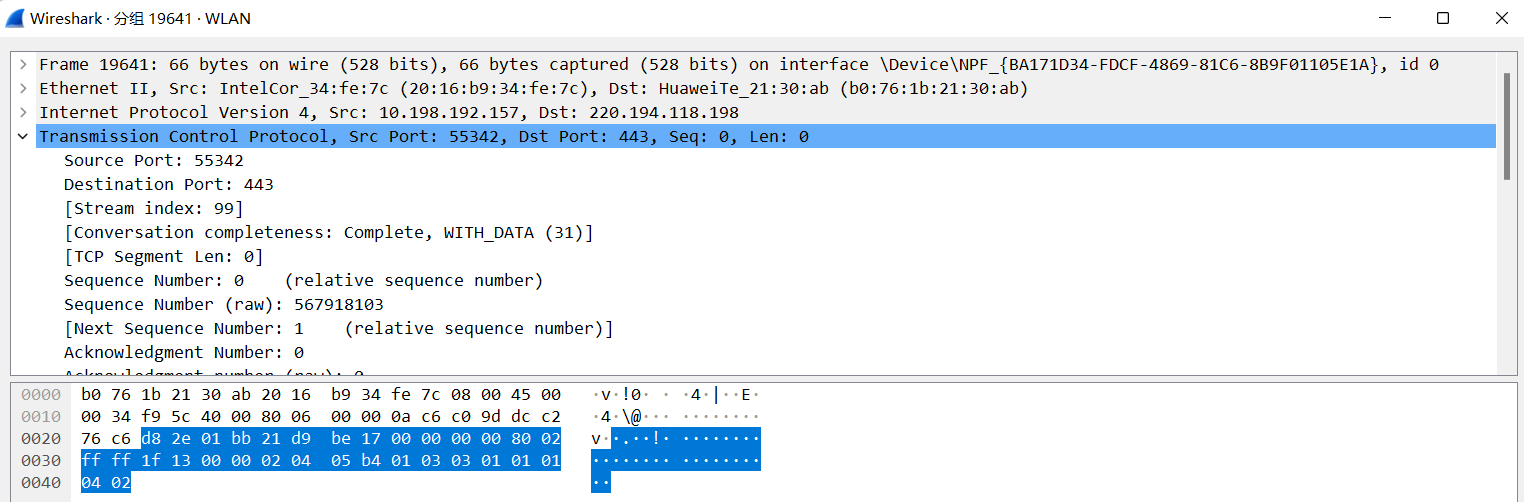 Wireshark · 分组 19641 · WLAN
Frame 19641: 66 bytes on wire (528 bits), 66 bytes captured (528 bits) on interface \Device\NPF_{BA171D34-FDCF-4869-81C6-8B9F01105E1A}, id 0
Ethernet II, Src: IntelCor_34:fe:7c (20:16:b9:34:fe:7c), Dst: HuaweiTe_21:30:ab (b0:76:1b:21:30:ab)
Internet Protocol Version 4, Src: 10.198.192.157, Dst: 220.194.118.198
Transmission Control Protocol, Src Port: 55342, Dst Port: 443, Seq: 0, Len: 0
Source Port: 55342
Destination Port: 443
[Stream index: 99]
[Conversation completeness: Complete, WITH_DATA (31)]
[TCP Segment Len: 0]
Sequence Number: 0    (relative sequence number)
Sequence Number (raw): 567918103
[Next Sequence Number: 1    (relative sequence number)]
Acknowledgment Number: 0
Acknowledgment number (raw): 0
0000 b0 76 1b 21 30 ab 20 16 b9 34 fe 7c 08 00 45 00 ·v·!0· · ·4·|··E·
0010 00 34 f9 5c 40 00 80 06 00 00 0a c6 c0 9d dc c2 ·4·\@··· ········
0020 76 c6 d8 2e 01 bb 21 d9 be 17 00 00 00 00 80 02 v··.··!· ········
0030 ff ff 1f 13 00 00 02 04 05 b4 01 03 03 01 01 01 ········ ········
0040 04 02 ··